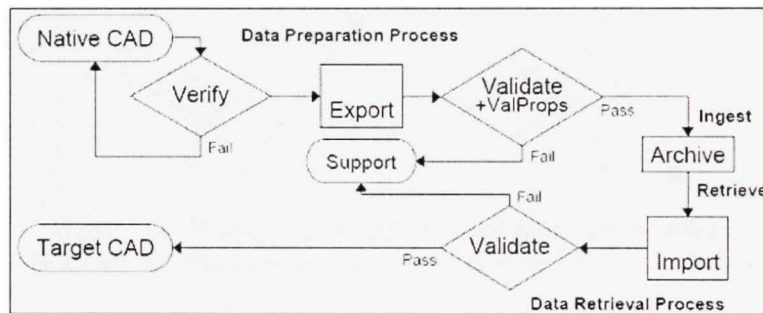 Native CAD
Data Preparation Process
Verify
Export
Validate
+ValProps
Pass
Ingest
Fail
Fail
Support
Archive
Fail
Retrieve
Target CAD
Pass
Validate
Import
Data Retrieval Process